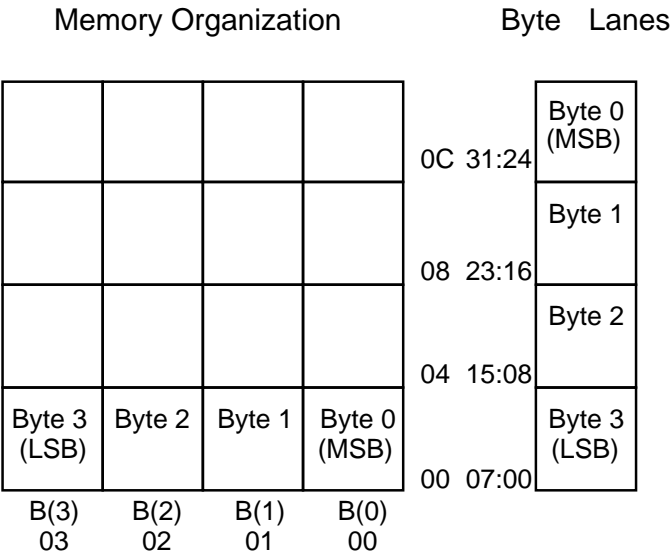 Memory Organization
Byte Lanes
Byte 0
(MSB)
0C 31:24
Byte 1
08 23:16
Byte 2
04 15:08
Byte 3 Byte 2 Byte 1 Byte 0
(LSB) (MSB)
Byte 3
(LSB)
00 07:00
B(3) B(2) B(1) B(0)
03 02 01 00